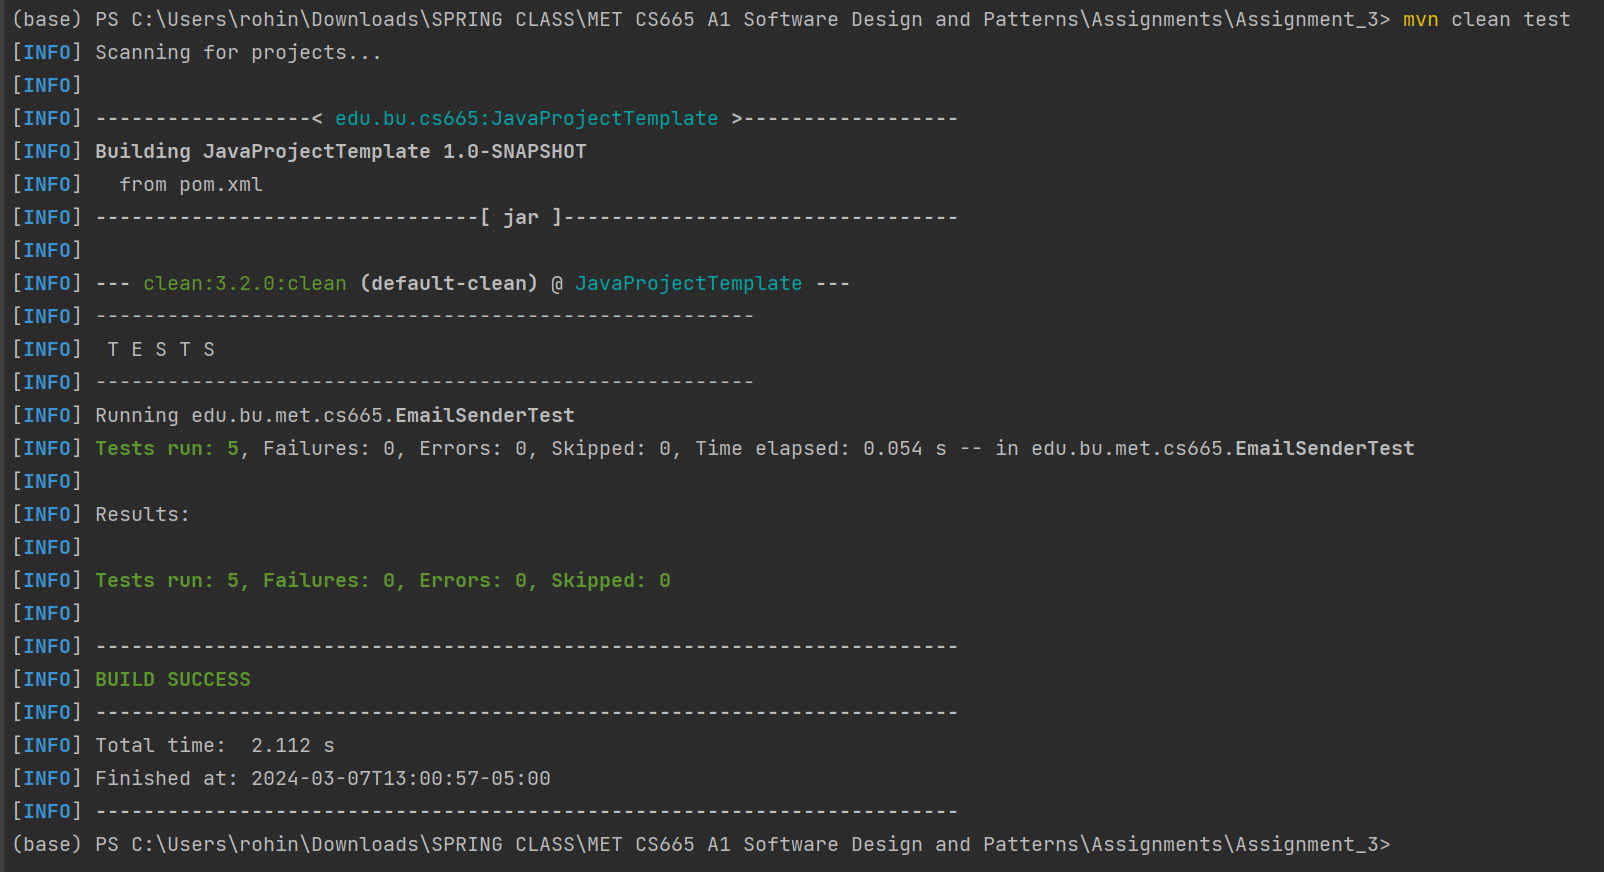 (base) PS C:\Users\rohin\Downloads\SPRING CLASS\MET CS665 A1 Software Design and Patterns\Assignments\Assignment_3> mvn clean test
[INFO] Scanning for projects...
[INFO]
[INFO] ------------------< edu.bu.cs665:JavaProjectTemplate >------------------
[INFO] Building JavaProjectTemplate 1.0-SNAPSHOT
[INFO]   from pom.xml
[INFO] --------------------------------[ jar ]---------------------------------
[INFO]
[INFO] --- clean:3.2.0:clean (default-clean) @ JavaProjectTemplate ---
[INFO] -------------------------------------------------------
[INFO]  T E S T S
[INFO] -------------------------------------------------------
[INFO] Running edu.bu.met.cs665.EmailSenderTest
[INFO] Tests run: 5, Failures: 0, Errors: 0, Skipped: 0, Time elapsed: 0.054 s -- in edu.bu.met.cs665.EmailSenderTest
[INFO]
[INFO] Results:
[INFO]
[INFO] Tests run: 5, Failures: 0, Errors: 0, Skipped: 0
[INFO]
[INFO] ------------------------------------------------------------------------
[INFO] BUILD SUCCESS
[INFO] ------------------------------------------------------------------------
[INFO] Total time:  2.112 s
[INFO] Finished at: 2024-03-07T13:00:57-05:00
[INFO] ------------------------------------------------------------------------
(base) PS C:\Users\rohin\Downloads\SPRING CLASS\MET CS665 A1 Software Design and Patterns\Assignments\Assignment_3>